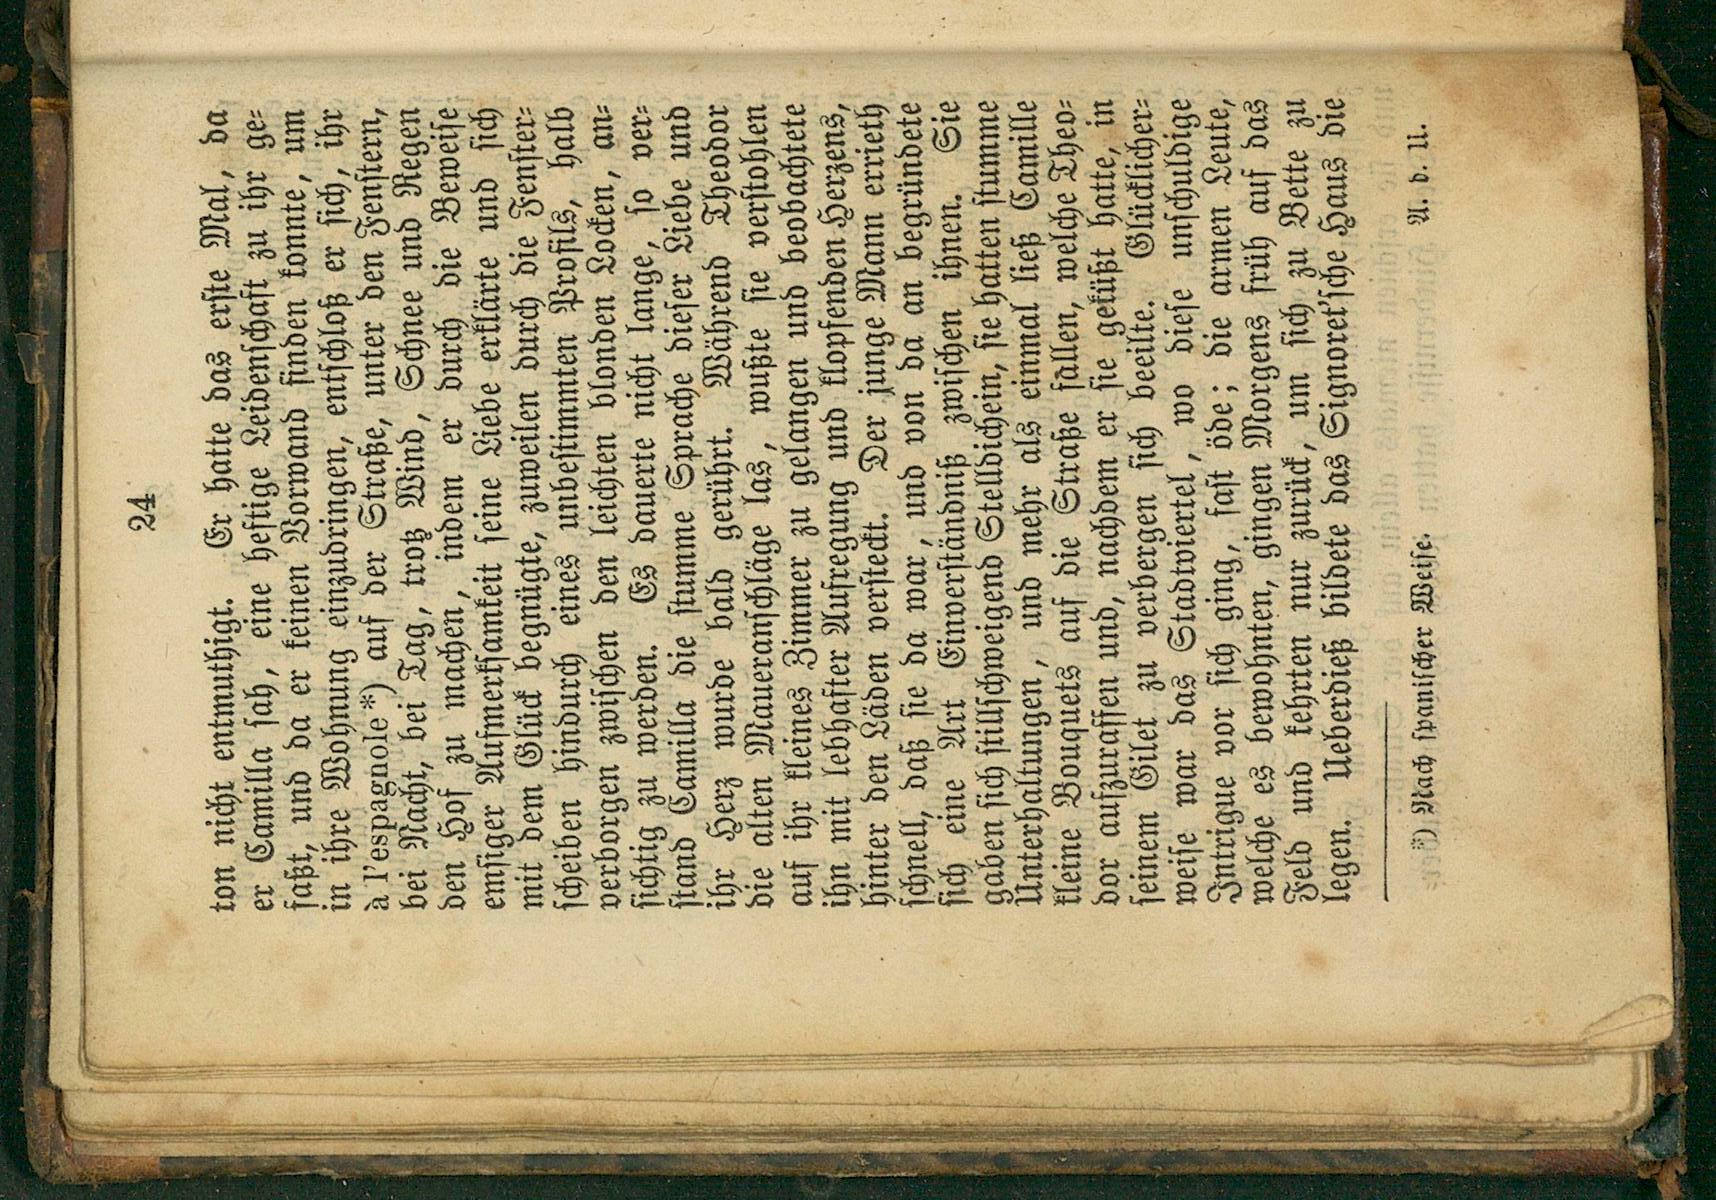 24
ton nicht entmuthigt. Er hatte das erſte Mal, da
er Camilla ſah, eine heftige Leidenſchaft zu ihr ge⸗
faßt, und da er keinen Vorwand finden konnte, um
in ihre Wohnung einzudringen, entſchloß er ſich, ihr
à l'espagnole*) auf der Straße, unter den Fenſtern,
bei Nacht, bei Tag, trotz Wind, Schnee und Regen
den Hof zu machen, indem er durch die Beweiſe
emſiger Aufmerkſamkeit ſeine Liebe erklärte und ſich
mit dem Glück begnügte, zuweilen durch die Fenſter⸗
ſcheiben hindurch eines unbeſtimmten Profils, halb
verborgen zwiſchen den leichten blonden Locken, an⸗
ſichtig zu werden. Es dauerte nicht lange, ſo ver⸗
ſtand Camilla die ſtumme Sprache dieſer Liebe und
ihr Herz wurde bald gerührt. Während Theodor
die alten Maueranſchläge las, wußte ſie verſtohlen
auf ihr kleines Zimmer zu gelangen und beobachtete
ihn mit lebhafter Aufregung und klopfenden Herzens,
hinter den Läden verſteckt. Der junge Mann errieth
ſchnell, daß ſie da war, und von da an begründete
ſich eine Art Einverſtändniß zwiſchen ihnen. Sie
gaben ſich ſtillſchweigend Stelldichein, ſie hatten ſtumme
Unterhaltungen, und mehr als einmal ließ Camille
kleine Bouquets auf die Straße fallen, welche Theo⸗
dor aufzuraffen und, nachdem er ſie geküßt hatte, in
ſeinem Gilet zu verbergen ſich beeilte. Glücklicher⸗
weiſe war das Stadtviertel, wo dieſe unſchuldige
Intrigue vor ſich ging, faſt öde; die armen Leute,
welche es bewohnten, gingen Morgens früh auf das
Feld und kehrten nur zurück, um ſich zu Bette zu
legen. Ueberdieß bildete das Signoret'ſche Haus die
*) Nach ſpaniſcher Weiſe. A. d. U.